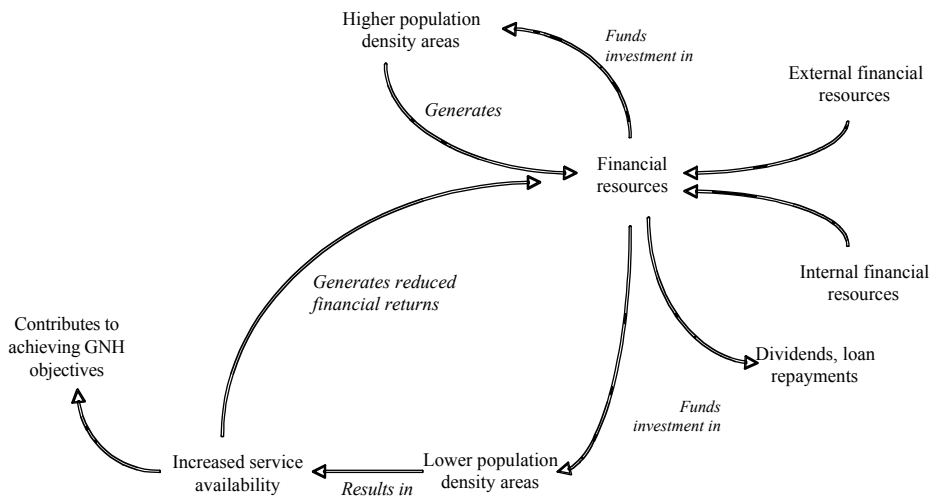 Higher population
density areas
Funds
investment in
External financial
resources
Generates
Financial
resources
Generates reduced
financial returns
Internal financial
resources
Contributes to
achieving GNH
objectives
Dividends, loan
repayments
Funds
investment in
Increased service
availability
Results in
Lower population
density areas